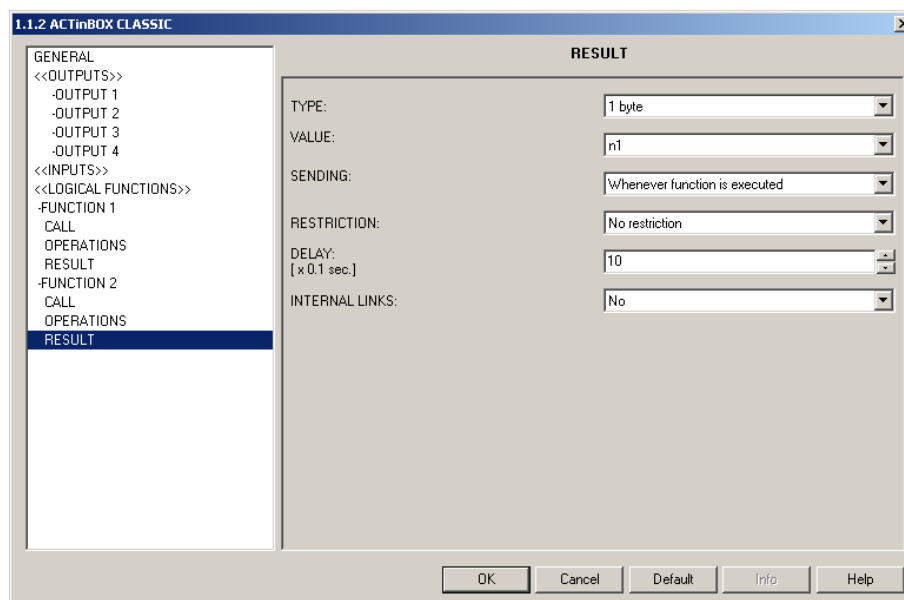 1.1.2 ACTinBOX CLASSIC
GENERAL
<<OUTPUTS>>
-OUTPUT 1
-OUTPUT 2
-OUTPUT 3
-OUTPUT 4
<<INPUTS>>
<<LOGICAL FUNCTIONS>>
-FUNCTION 1
CALL
OPERATIONS
RESULT
-FUNCTION 2
CALL
OPERATIONS
RESULT
RESULT
TYPE: 1 byte
VALUE: n1
SENDING: Whenever function is executed
RESTRICTION: No restriction
DELAY: 10
[ x 0.1 sec.]
INTERNAL LINKS: No
OK Cancel Default Info Help